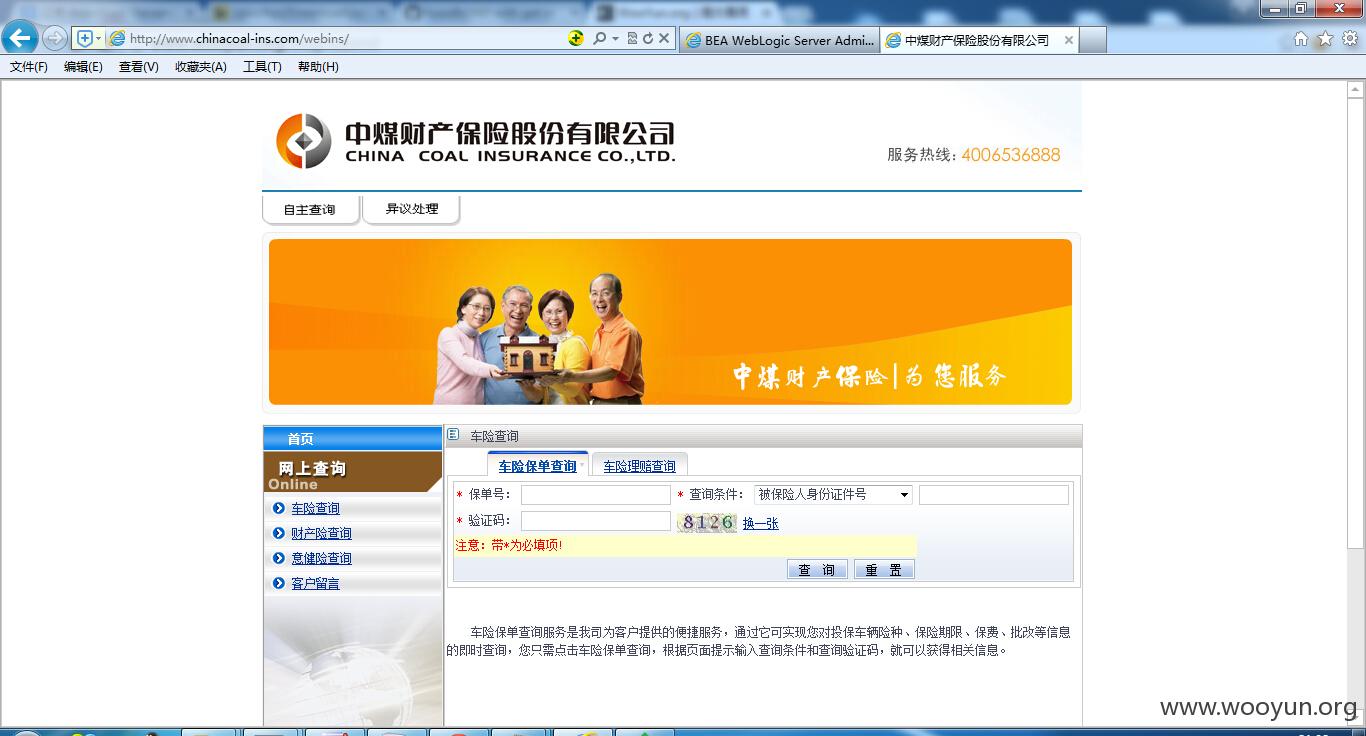 http://www.chinacoal-ins.com/webins/
BEA WebLogic Server Admi...
中煤财产保险股份有限公司
文件(F) 编辑(E) 查看(V) 收藏夹(A) 工具(T) 帮助(H)
中煤财产保险股份有限公司
CHINA COAL INSURANCE CO.,LTD.
服务热线: 4006536888
自主查询 异议处理
中煤财产保险|为您服务
首页
网上查询
Online
车险查询
财产险查询
意健险查询
客户留言
车险查询
车险保单查询 车险理赔查询
* 保单号: * 查询条件: 被保险人身份证件号
* 验证码: 8126 换一张
注意: 带*为必填项!
查 询 重 置
车险保单查询服务是我司为客户提供的便捷服务，通过它可实现您对投保车辆险种、保险期限、保费、批改等信息
的即时查询，您只需点击车险保单查询，根据页面提示输入查询条件和查询验证码，就可以获得相关信息。
www.wooyun.org